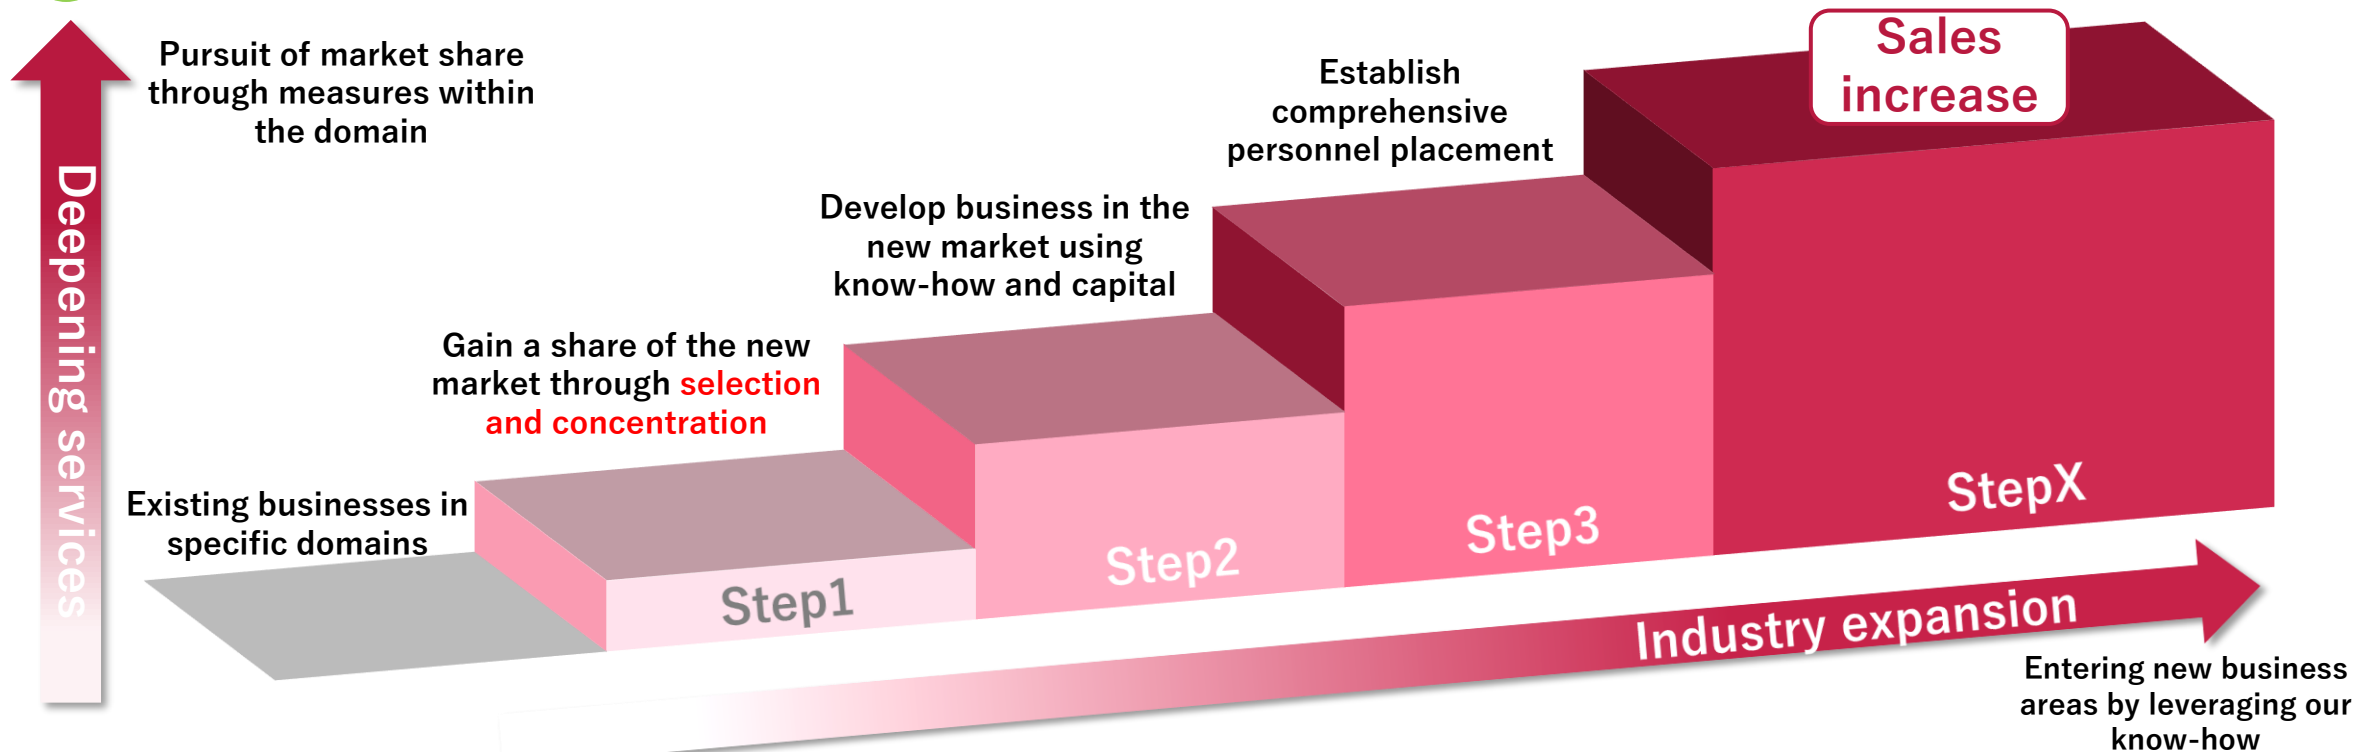 Pursuit of market share
through measures within
the domain
Deepening services
Existing businesses in
specific domains
Gain a share of the new
market through selection
and concentration
Develop business in the
new market using
know-how and capital
Establish
comprehensive
personnel placement
Sales
increase
Step1
Step2
Step3
StepX
Industry expansion
Entering new business
areas by leveraging our
know-how